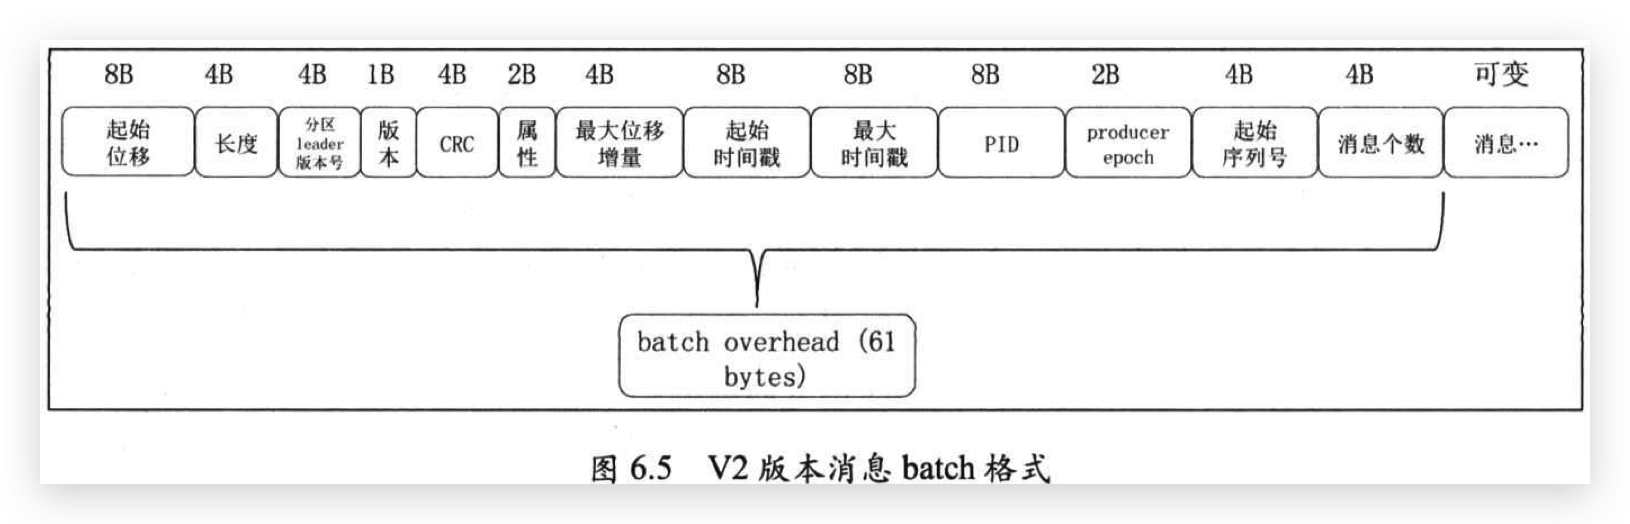 8B 4B 4B 1B 4B 2B 4B 8B 8B 8B 2B 4B 4B 可变
起始
位移
长度
分区
leader
版本号
版
本
CRC
属
性
最大位移
增量
起始
时间戳
最大
时间戳
PID
producer
epoch
起始
序列号
消息个数
消息…
batch overhead (61
bytes)
图 6.5 V2 版本消息 batch 格式